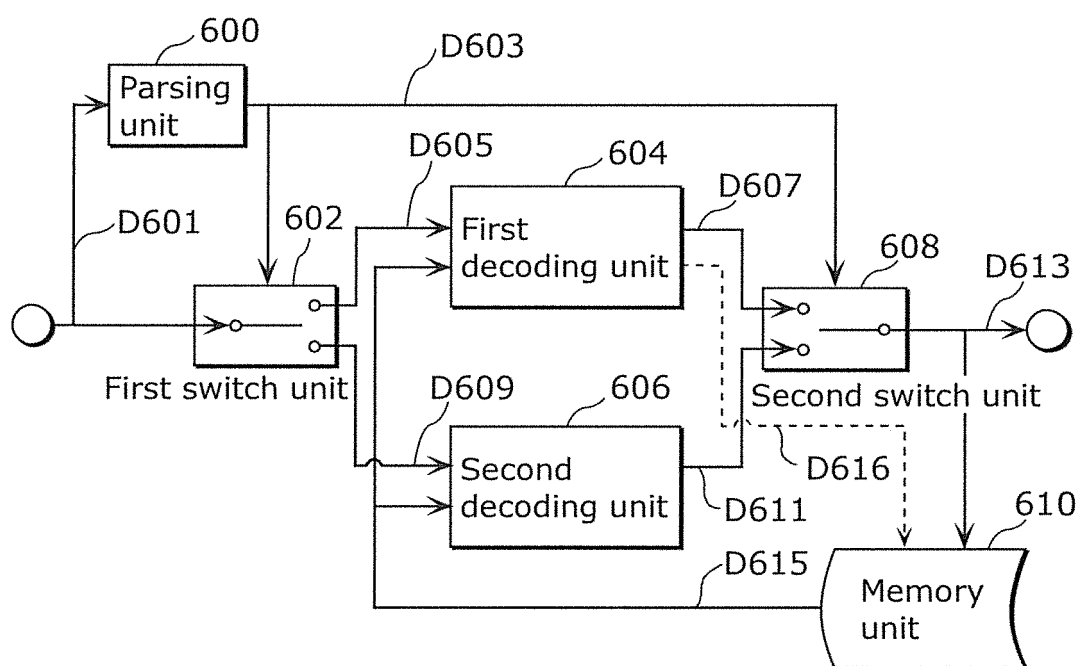 600
D603
Parsing
unit
D605
604
D607
D601
602
First
decoding unit
608
D613
First switch unit
D609
606
Second switch unit
Second
decoding unit
D616
D611
610
D615
Memory
unit